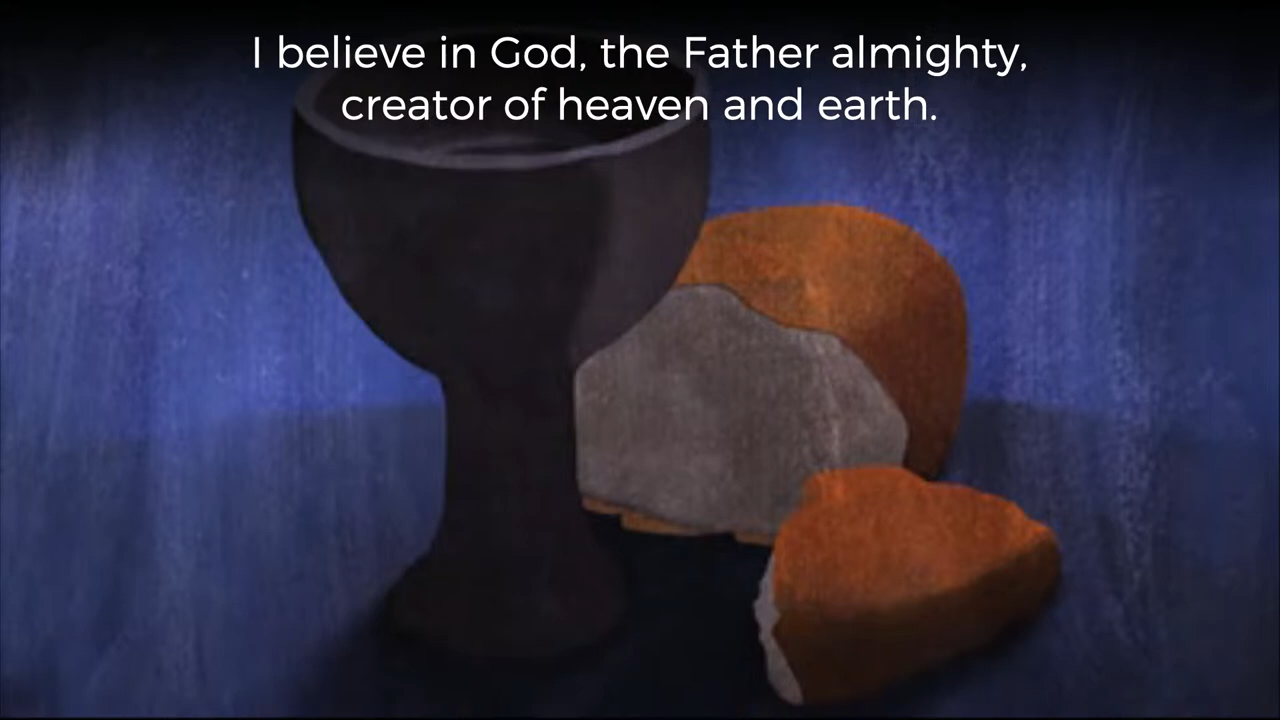 I believe in God, the Father almighty,
creator of heaven and earth.